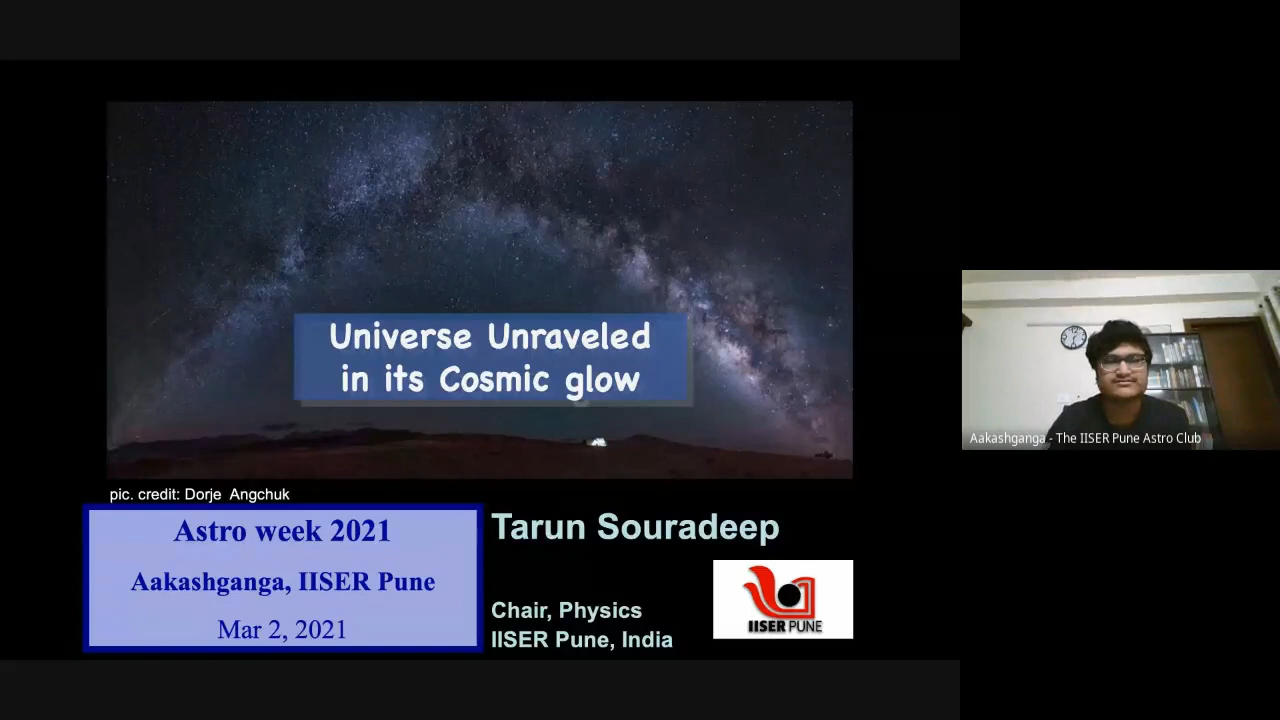 Universe Unraveled
in its Cosmic glow
pic. credit: Dorje Angchuk
Astro week 2021
Aakashganga, IISER Pune
Mar 2, 2021
Tarun Souradeep
Chair, Physics
IISER Pune, India
IISER PUNE
Aakashganga - The IISER Pune Astro Club